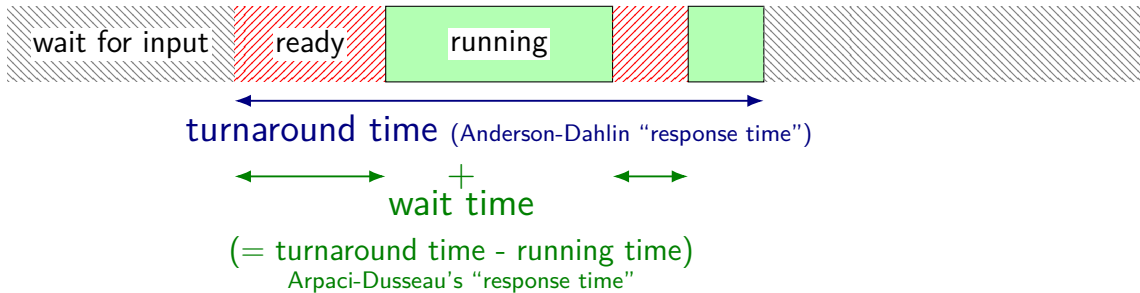 wait for input ready running
turnaround time (Anderson-Dahlin “response time”)
+
wait time
(= turnaround time - running time)
Arpaci-Dusseau's “response time”